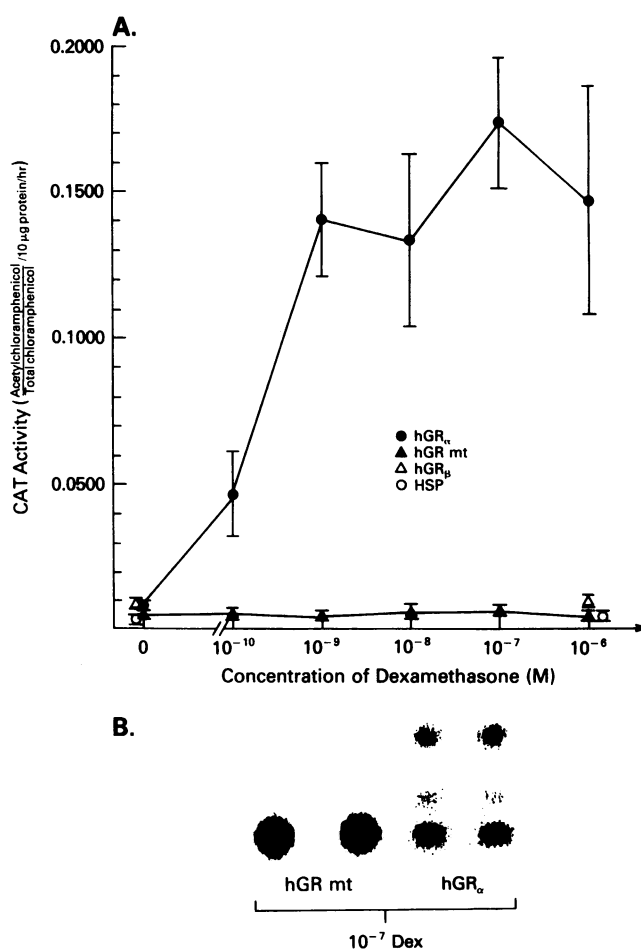 A.
0.2000
0.1500
0.1000
0.0500
CAT Activity (Acetylchloramphenicol/Total chloramphenicol /10 µg protein/hr)
hGRα
hGR mt
hGRβ
HSP
0 10⁻¹⁰ 10⁻⁹ 10⁻⁸ 10⁻⁷ 10⁻⁶
Concentration of Dexamethasone (M)
B.
hGR mt hGRα
10⁻⁷ Dex